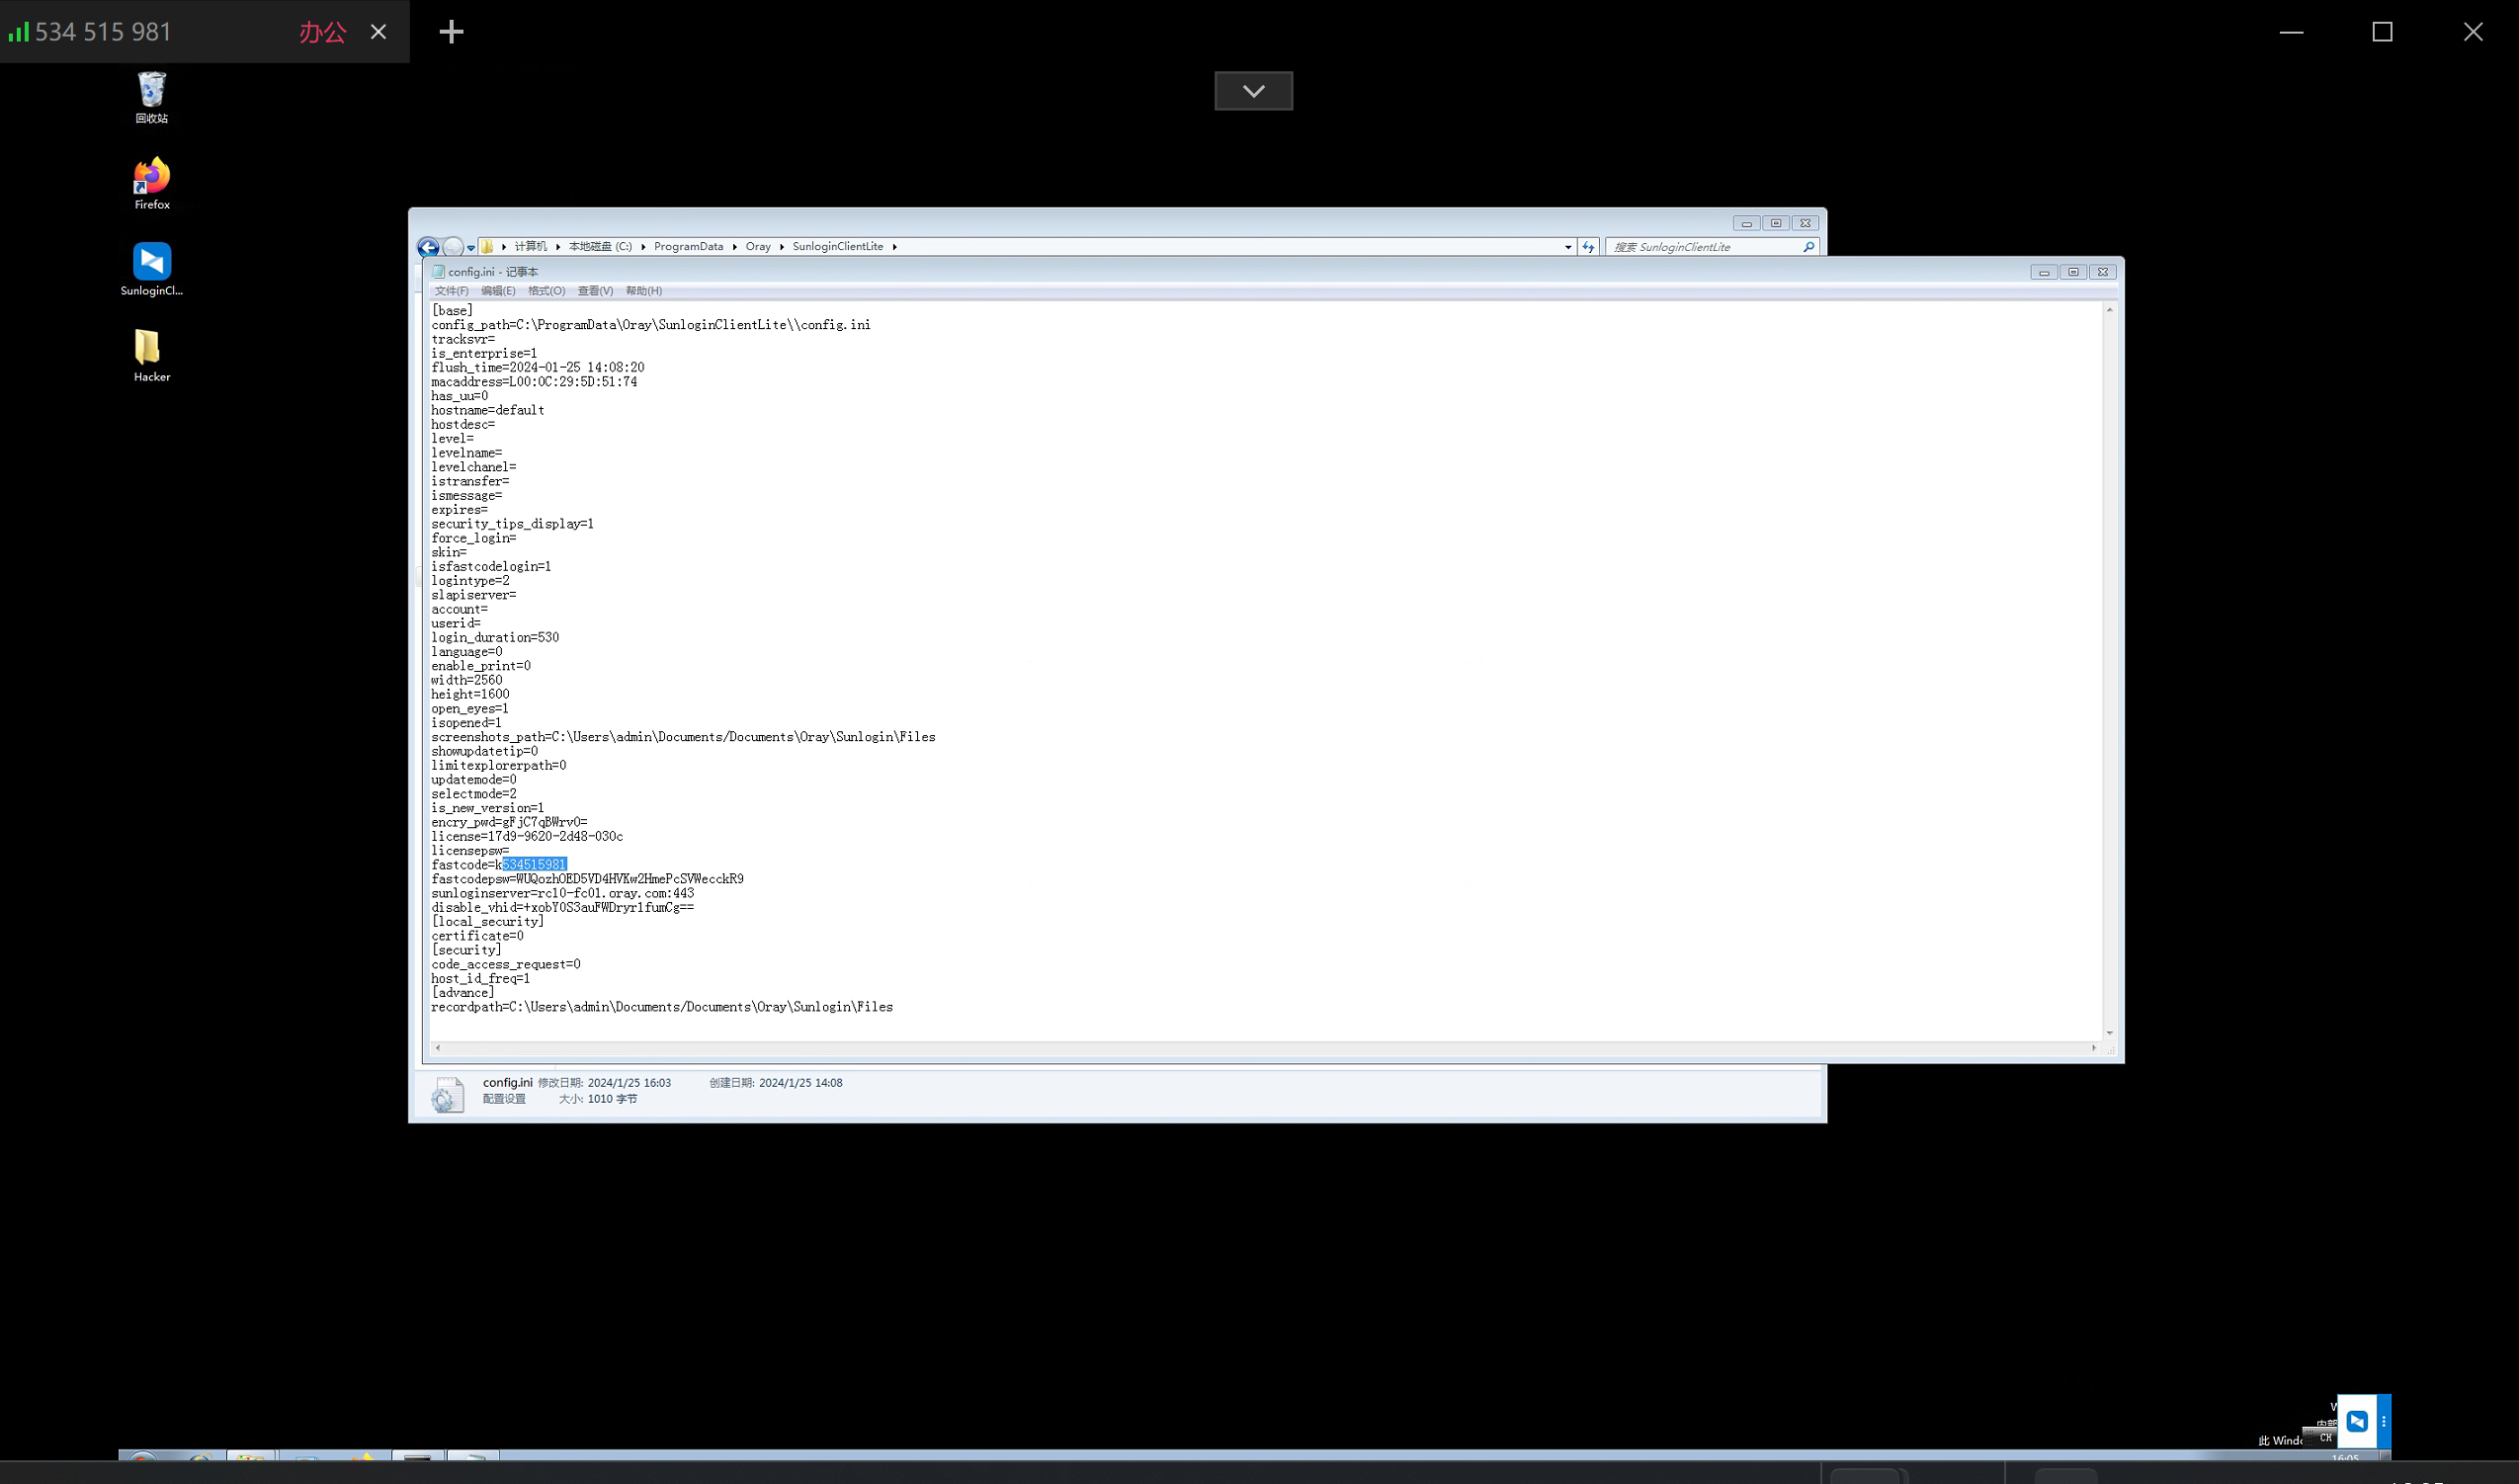 534 515 981 办公
回收站
Firefox
SunloginCl...
Hacker
计算机 本地磁盘 (C:) ProgramData Oray SunloginClientLite
搜索 SunloginClientLite
config.ini - 记事本
文件(F) 编辑(E) 格式(O) 查看(V) 帮助(H)
[base]
config_path=C:\ProgramData\Oray\SunloginClientLite\\config.ini
tracksvr=
is_enterprise=1
flush_time=2024-01-25 14:08:20
macaddress=L00:0C:29:5D:51:74
has_uu=0
hostname=default
hostdesc=
level=
levelname=
levelchanel=
istransfer=
ismessage=
expires=
security_tips_display=1
force_login=
skin=
isfastcodelogin=1
logintype=2
slapiserver=
account=
userid=
login_duration=530
language=0
enable_print=0
width=2560
height=1600
open_eyes=1
isopened=1
screenshots_path=C:\Users\admin\Documents/Documents\Oray\Sunlogin\Files
showupdatetip=0
limitexplorerpath=0
updatemode=0
selectmode=2
is_new_version=1
encry_pwd=gFjC7qBWrv0=
license=17d9-9620-2d48-030c
licensepsw=
fastcode=k534515981
fastcodepsw=WUQozhOED5VD4HVKw2HmePcSVWecckR9
sunloginserver=rc10-fc01.oray.com:443
disable_vhid=+xobY0S3auFWDryr1fumCg==
[local_security]
certificate=0
[security]
code_access_request=0
host_id_freq=1
[advance]
recordpath=C:\Users\admin\Documents/Documents\Oray\Sunlogin\Files
config.ini 修改日期: 2024/1/25 16:03 创建日期: 2024/1/25 14:08
配置设置 大小: 1010 字节
此 Windo
CH
16:05